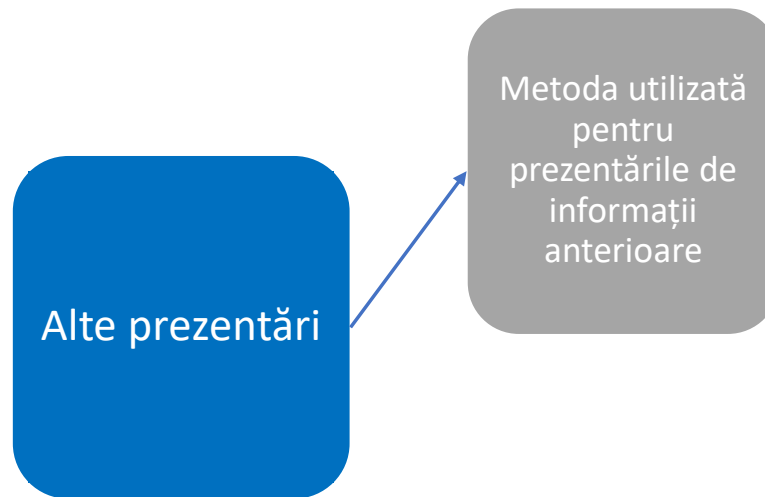 Metoda utilizată
pentru
prezentările de
informații
anterioare
Alte prezentări